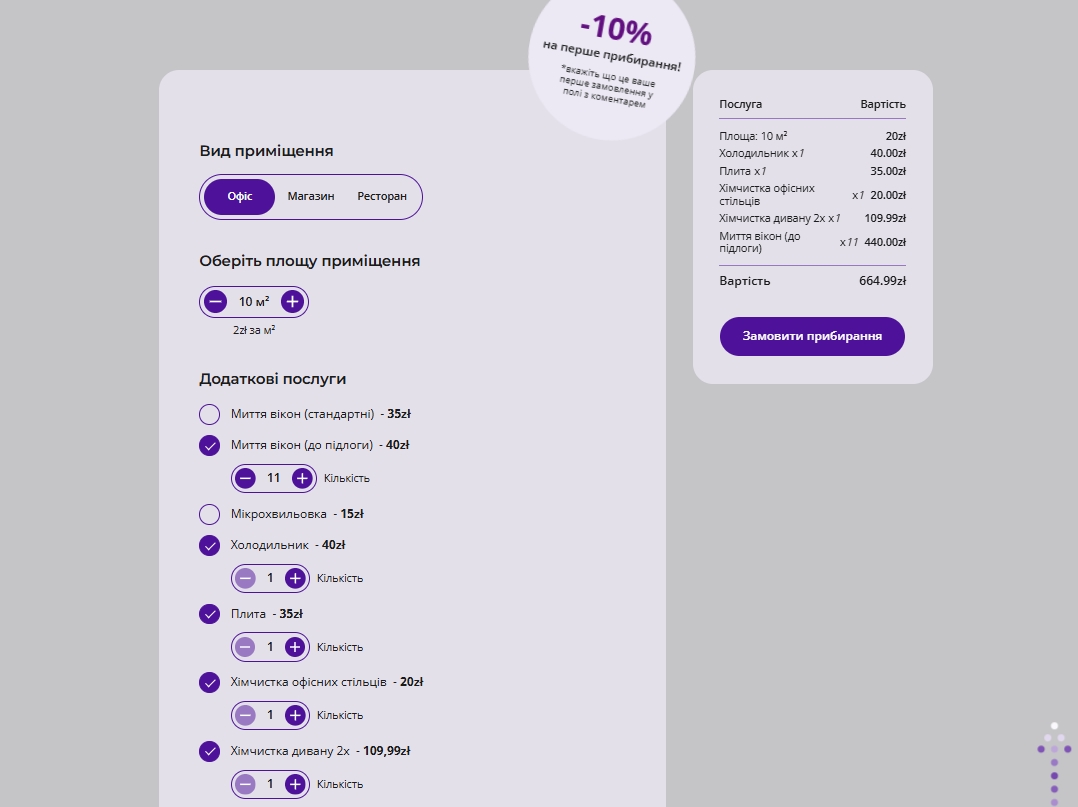 -10%
на перше прибирання!
*вкажіть що це ваше
перше замовлення у
полі з коментарем
Вид приміщення
Офіс Магазин Ресторан
Оберіть площу приміщення
10 м²
2zł за м²
Додаткові послуги
Миття вікон (стандартні) - 35zł
Миття вікон (до підлоги) - 40zł
11 Кількість
Мікрохвильовка - 15zł
Холодильник - 40zł
1 Кількість
Плита - 35zł
1 Кількість
Хімчистка офісних стільців - 20zł
1 Кількість
Хімчистка дивану 2х - 109,99zł
1 Кількість
Послуга Вартість
Площа: 10 м² 20zł
Холодильник x1 40.00zł
Плита x1 35.00zł
Хімчистка офісних
стільців x1 20.00zł
Хімчистка дивану 2х x1 109.99zł
Миття вікон (до
підлоги) x11 440.00zł
Вартість 664.99zł
Замовити прибирання